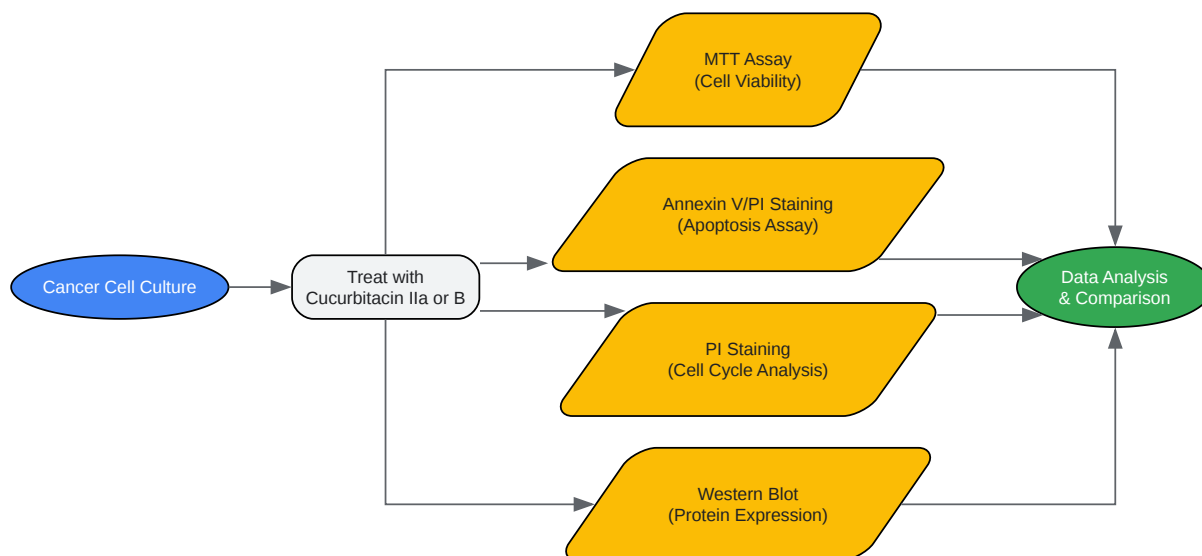 Cancer Cell Culture
Treat with
Cucurbitacin IIa or B
MTT Assay
(Cell Viability)
Annexin V/PI Staining
(Apoptosis Assay)
PI Staining
(Cell Cycle Analysis)
Western Blot
(Protein Expression)
Data Analysis
& Comparison